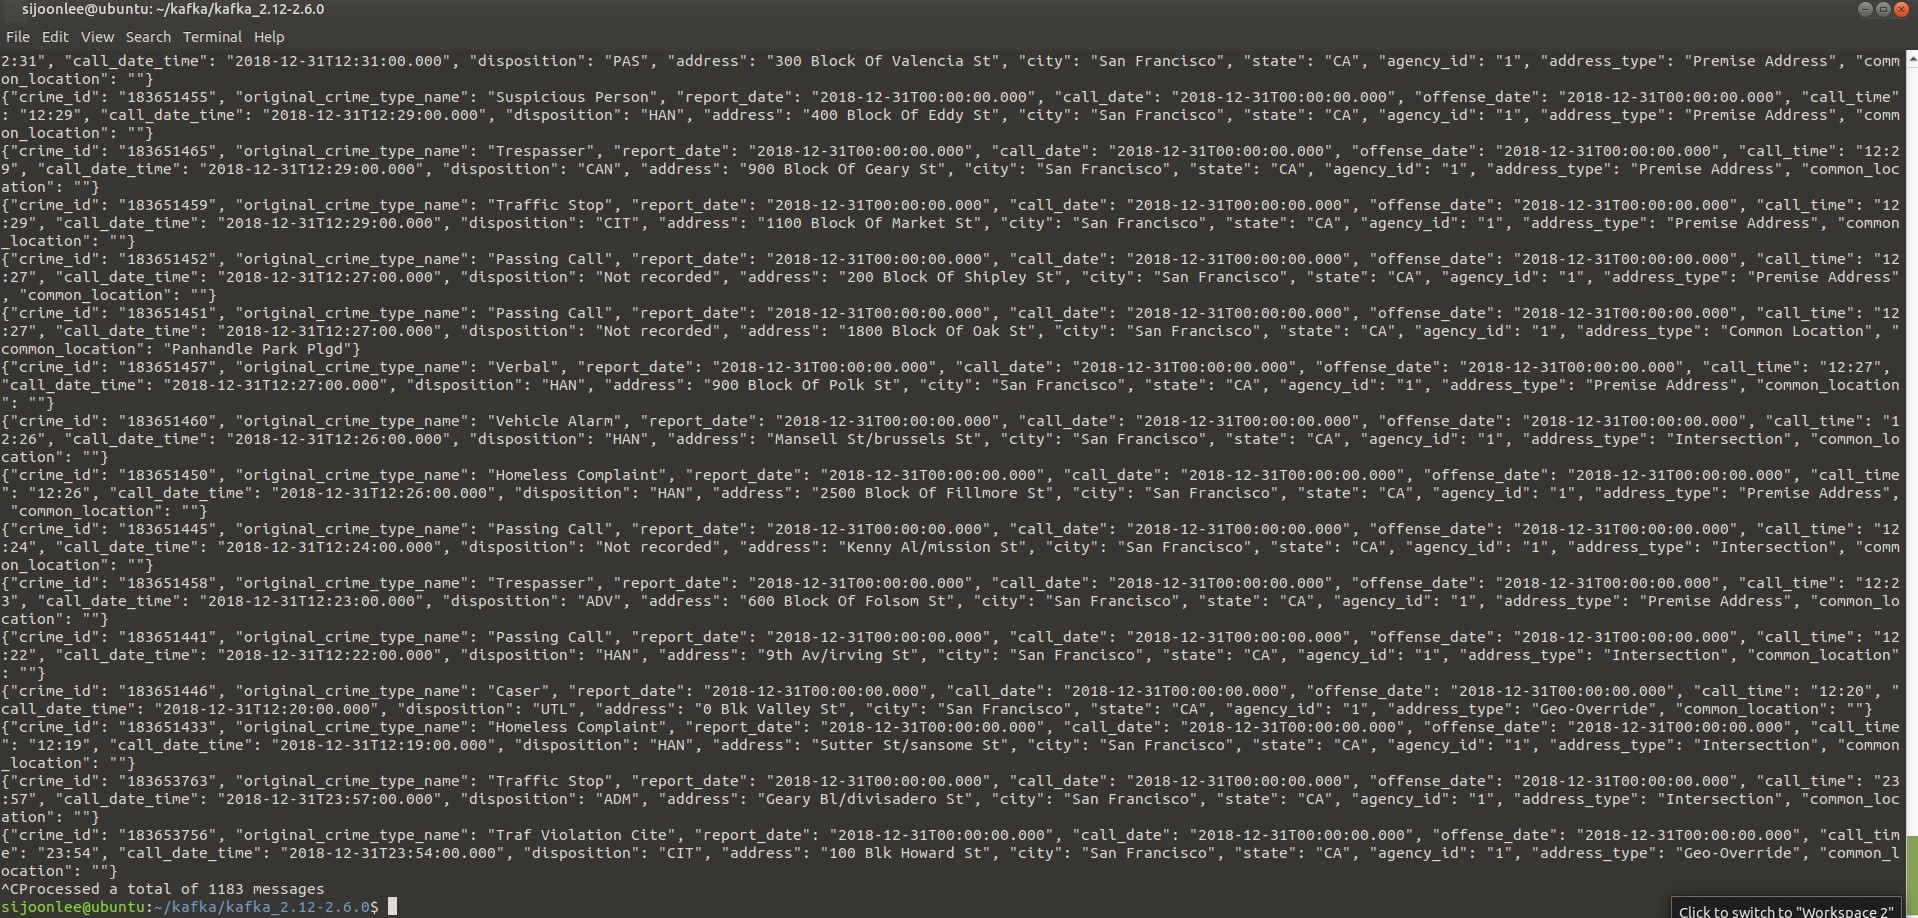 sijoonlee@ubuntu: ~/kafka/kafka_2.12-2.6.0
File Edit View Search Terminal Help
2:31", "call_date_time": "2018-12-31T12:31:00.000", "disposition": "PAS", "address": "300 Block Of Valencia St", "city": "San Francisco", "state": "CA", "agency_id": "1", "address_type": "Premise Address", "comm
on_location": ""}
{"crime_id": "183651455", "original_crime_type_name": "Suspicious Person", "report_date": "2018-12-31T00:00:00.000", "call_date": "2018-12-31T00:00:00.000", "offense_date": "2018-12-31T00:00:00.000", "call_time"
: "12:29", "call_date_time": "2018-12-31T12:29:00.000", "disposition": "HAN", "address": "400 Block Of Eddy St", "city": "San Francisco", "state": "CA", "agency_id": "1", "address_type": "Premise Address", "comm
on_location": ""}
{"crime_id": "183651465", "original_crime_type_name": "Trespasser", "report_date": "2018-12-31T00:00:00.000", "call_date": "2018-12-31T00:00:00.000", "offense_date": "2018-12-31T00:00:00.000", "call_time": "12:2
9", "call_date_time": "2018-12-31T12:29:00.000", "disposition": "CAN", "address": "900 Block Of Geary St", "city": "San Francisco", "state": "CA", "agency_id": "1", "address_type": "Premise Address", "common_loc
ation": ""}
{"crime_id": "183651459", "original_crime_type_name": "Traffic Stop", "report_date": "2018-12-31T00:00:00.000", "call_date": "2018-12-31T00:00:00.000", "offense_date": "2018-12-31T00:00:00.000", "call_time": "12
:29", "call_date_time": "2018-12-31T12:29:00.000", "disposition": "CIT", "address": "1100 Block Of Market St", "city": "San Francisco", "state": "CA", "agency_id": "1", "address_type": "Premise Address", "common
_location": ""}
{"crime_id": "183651452", "original_crime_type_name": "Passing Call", "report_date": "2018-12-31T00:00:00.000", "call_date": "2018-12-31T00:00:00.000", "offense_date": "2018-12-31T00:00:00.000", "call_time": "12
:27", "call_date_time": "2018-12-31T12:27:00.000", "disposition": "Not recorded", "address": "200 Block Of Shipley St", "city": "San Francisco", "state": "CA", "agency_id": "1", "address_type": "Premise Address"
, "common_location": ""}
{"crime_id": "183651451", "original_crime_type_name": "Passing Call", "report_date": "2018-12-31T00:00:00.000", "call_date": "2018-12-31T00:00:00.000", "offense_date": "2018-12-31T00:00:00.000", "call_time": "12
:27", "call_date_time": "2018-12-31T12:27:00.000", "disposition": "Not recorded", "address": "1800 Block Of Oak St", "city": "San Francisco", "state": "CA", "agency_id": "1", "address_type": "Common Location", "
common_location": "Panhandle Park Plgd"}
{"crime_id": "183651457", "original_crime_type_name": "Verbal", "report_date": "2018-12-31T00:00:00.000", "call_date": "2018-12-31T00:00:00.000", "offense_date": "2018-12-31T00:00:00.000", "call_time": "12:27",
"call_date_time": "2018-12-31T12:27:00.000", "disposition": "HAN", "address": "900 Block Of Polk St", "city": "San Francisco", "state": "CA", "agency_id": "1", "address_type": "Premise Address", "common_location
": ""}
{"crime_id": "183651460", "original_crime_type_name": "Vehicle Alarm", "report_date": "2018-12-31T00:00:00.000", "call_date": "2018-12-31T00:00:00.000", "offense_date": "2018-12-31T00:00:00.000", "call_time": "1
2:26", "call_date_time": "2018-12-31T12:26:00.000", "disposition": "HAN", "address": "Mansell St/brussels St", "city": "San Francisco", "state": "CA", "agency_id": "1", "address_type": "Intersection", "common_lo
cation": ""}
{"crime_id": "183651450", "original_crime_type_name": "Homeless Complaint", "report_date": "2018-12-31T00:00:00.000", "call_date": "2018-12-31T00:00:00.000", "offense_date": "2018-12-31T00:00:00.000", "call_time
": "12:26", "call_date_time": "2018-12-31T12:26:00.000", "disposition": "HAN", "address": "2500 Block Of Fillmore St", "city": "San Francisco", "state": "CA", "agency_id": "1", "address_type": "Premise Address",
"common_location": ""}
{"crime_id": "183651445", "original_crime_type_name": "Passing Call", "report_date": "2018-12-31T00:00:00.000", "call_date": "2018-12-31T00:00:00.000", "offense_date": "2018-12-31T00:00:00.000", "call_time": "12
:24", "call_date_time": "2018-12-31T12:24:00.000", "disposition": "Not recorded", "address": "Kenny Al/mission St", "city": "San Francisco", "state": "CA", "agency_id": "1", "address_type": "Intersection", "comm
on_location": ""}
{"crime_id": "183651458", "original_crime_type_name": "Trespasser", "report_date": "2018-12-31T00:00:00.000", "call_date": "2018-12-31T00:00:00.000", "offense_date": "2018-12-31T00:00:00.000", "call_time": "12:2
3", "call_date_time": "2018-12-31T12:23:00.000", "disposition": "ADV", "address": "600 Block Of Folsom St", "city": "San Francisco", "state": "CA", "agency_id": "1", "address_type": "Premise Address", "common_lo
cation": ""}
{"crime_id": "183651441", "original_crime_type_name": "Passing Call", "report_date": "2018-12-31T00:00:00.000", "call_date": "2018-12-31T00:00:00.000", "offense_date": "2018-12-31T00:00:00.000", "call_time": "12
:22", "call_date_time": "2018-12-31T12:22:00.000", "disposition": "HAN", "address": "9th Av/irving St", "city": "San Francisco", "state": "CA", "agency_id": "1", "address_type": "Intersection", "common_location"
: ""}
{"crime_id": "183651446", "original_crime_type_name": "Caser", "report_date": "2018-12-31T00:00:00.000", "call_date": "2018-12-31T00:00:00.000", "offense_date": "2018-12-31T00:00:00.000", "call_time": "12:20", "
call_date_time": "2018-12-31T12:20:00.000", "disposition": "UTL", "address": "0 Blk Valley St", "city": "San Francisco", "state": "CA", "agency_id": "1", "address_type": "Geo-Override", "common_location": ""}
{"crime_id": "183651433", "original_crime_type_name": "Homeless Complaint", "report_date": "2018-12-31T00:00:00.000", "call_date": "2018-12-31T00:00:00.000", "offense_date": "2018-12-31T00:00:00.000", "call_time
": "12:19", "call_date_time": "2018-12-31T12:19:00.000", "disposition": "HAN", "address": "Sutter St/sansome St", "city": "San Francisco", "state": "CA", "agency_id": "1", "address_type": "Intersection", "common
_location": ""}
{"crime_id": "183653763", "original_crime_type_name": "Traffic Stop", "report_date": "2018-12-31T00:00:00.000", "call_date": "2018-12-31T00:00:00.000", "offense_date": "2018-12-31T00:00:00.000", "call_time": "23
:57", "call_date_time": "2018-12-31T23:57:00.000", "disposition": "ADM", "address": "Geary Bl/divisadero St", "city": "San Francisco", "state": "CA", "agency_id": "1", "address_type": "Intersection", "common_loc
ation": ""}
{"crime_id": "183653756", "original_crime_type_name": "Traf Violation Cite", "report_date": "2018-12-31T00:00:00.000", "call_date": "2018-12-31T00:00:00.000", "offense_date": "2018-12-31T00:00:00.000", "call_tim
e": "23:54", "call_date_time": "2018-12-31T23:54:00.000", "disposition": "CIT", "address": "100 Blk Howard St", "city": "San Francisco", "state": "CA", "agency_id": "1", "address_type": "Geo-Override", "common_l
ocation": ""}
^CProcessed a total of 1183 messages
sijoonlee@ubuntu:~/kafka/kafka_2.12-2.6.0$
Click to switch to "Workspace 2"